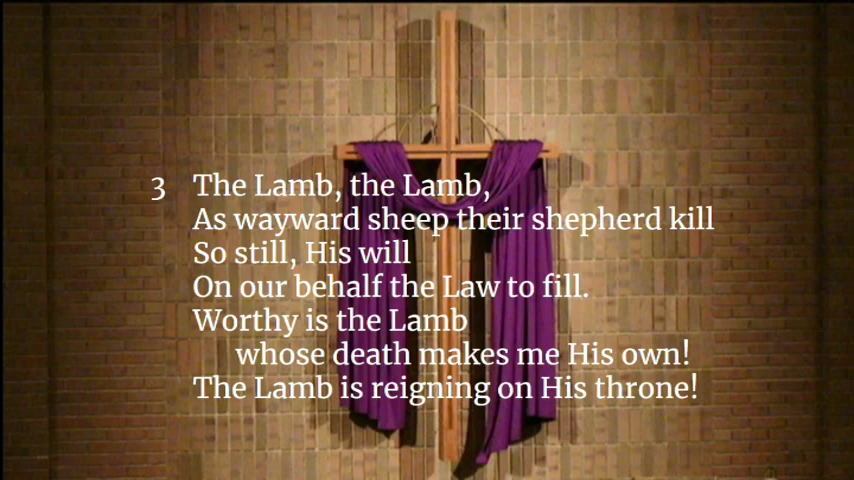 3 The Lamb, the Lamb,
As wayward sheep their shepherd kill
So still, His will
On our behalf the Law to fill.
Worthy is the Lamb
whose death makes me His own!
The Lamb is reigning on His throne!